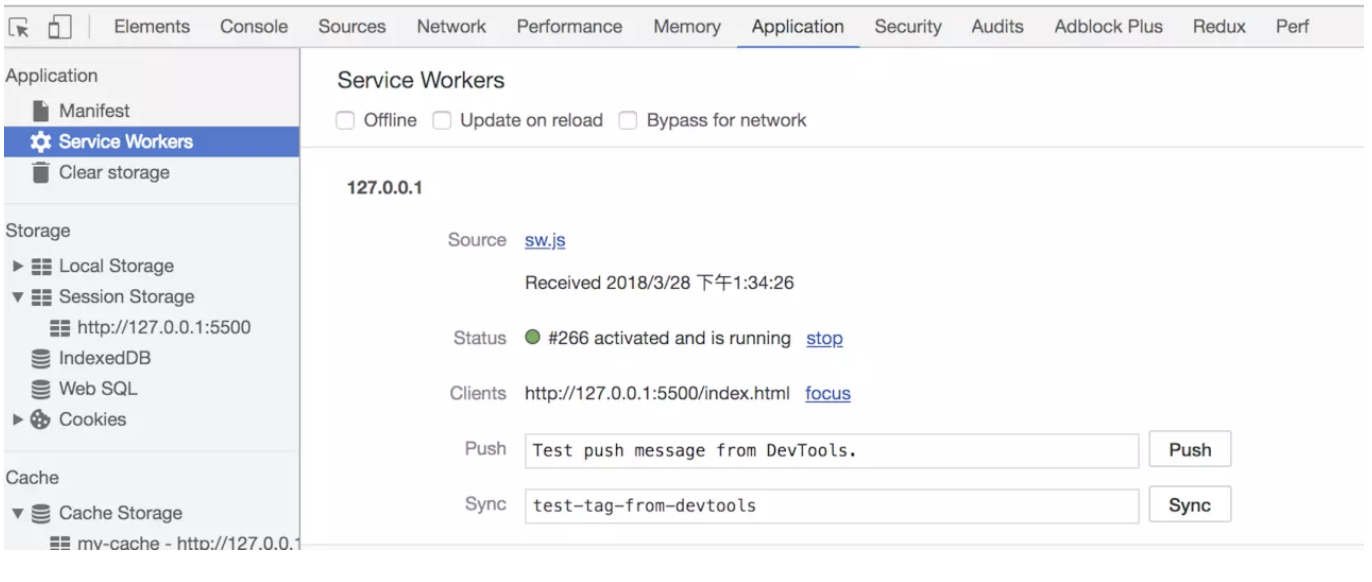 Elements Console Sources Network Performance Memory Application Security Audits Adblock Plus Redux Perf
Application
Manifest
Service Workers
Clear storage
Storage
Local Storage
Session Storage
http://127.0.0.1:5500
IndexedDB
Web SQL
Cookies
Cache
Cache Storage
my-cache - http://127.0.0.1
Service Workers
Offline Update on reload Bypass for network
127.0.0.1
Source sw.js
Received 2018/3/28 下午1:34:26
Status #266 activated and is running stop
Clients http://127.0.0.1:5500/index.html focus
Push Test push message from DevTools. Push
Sync test-tag-from-devtools Sync